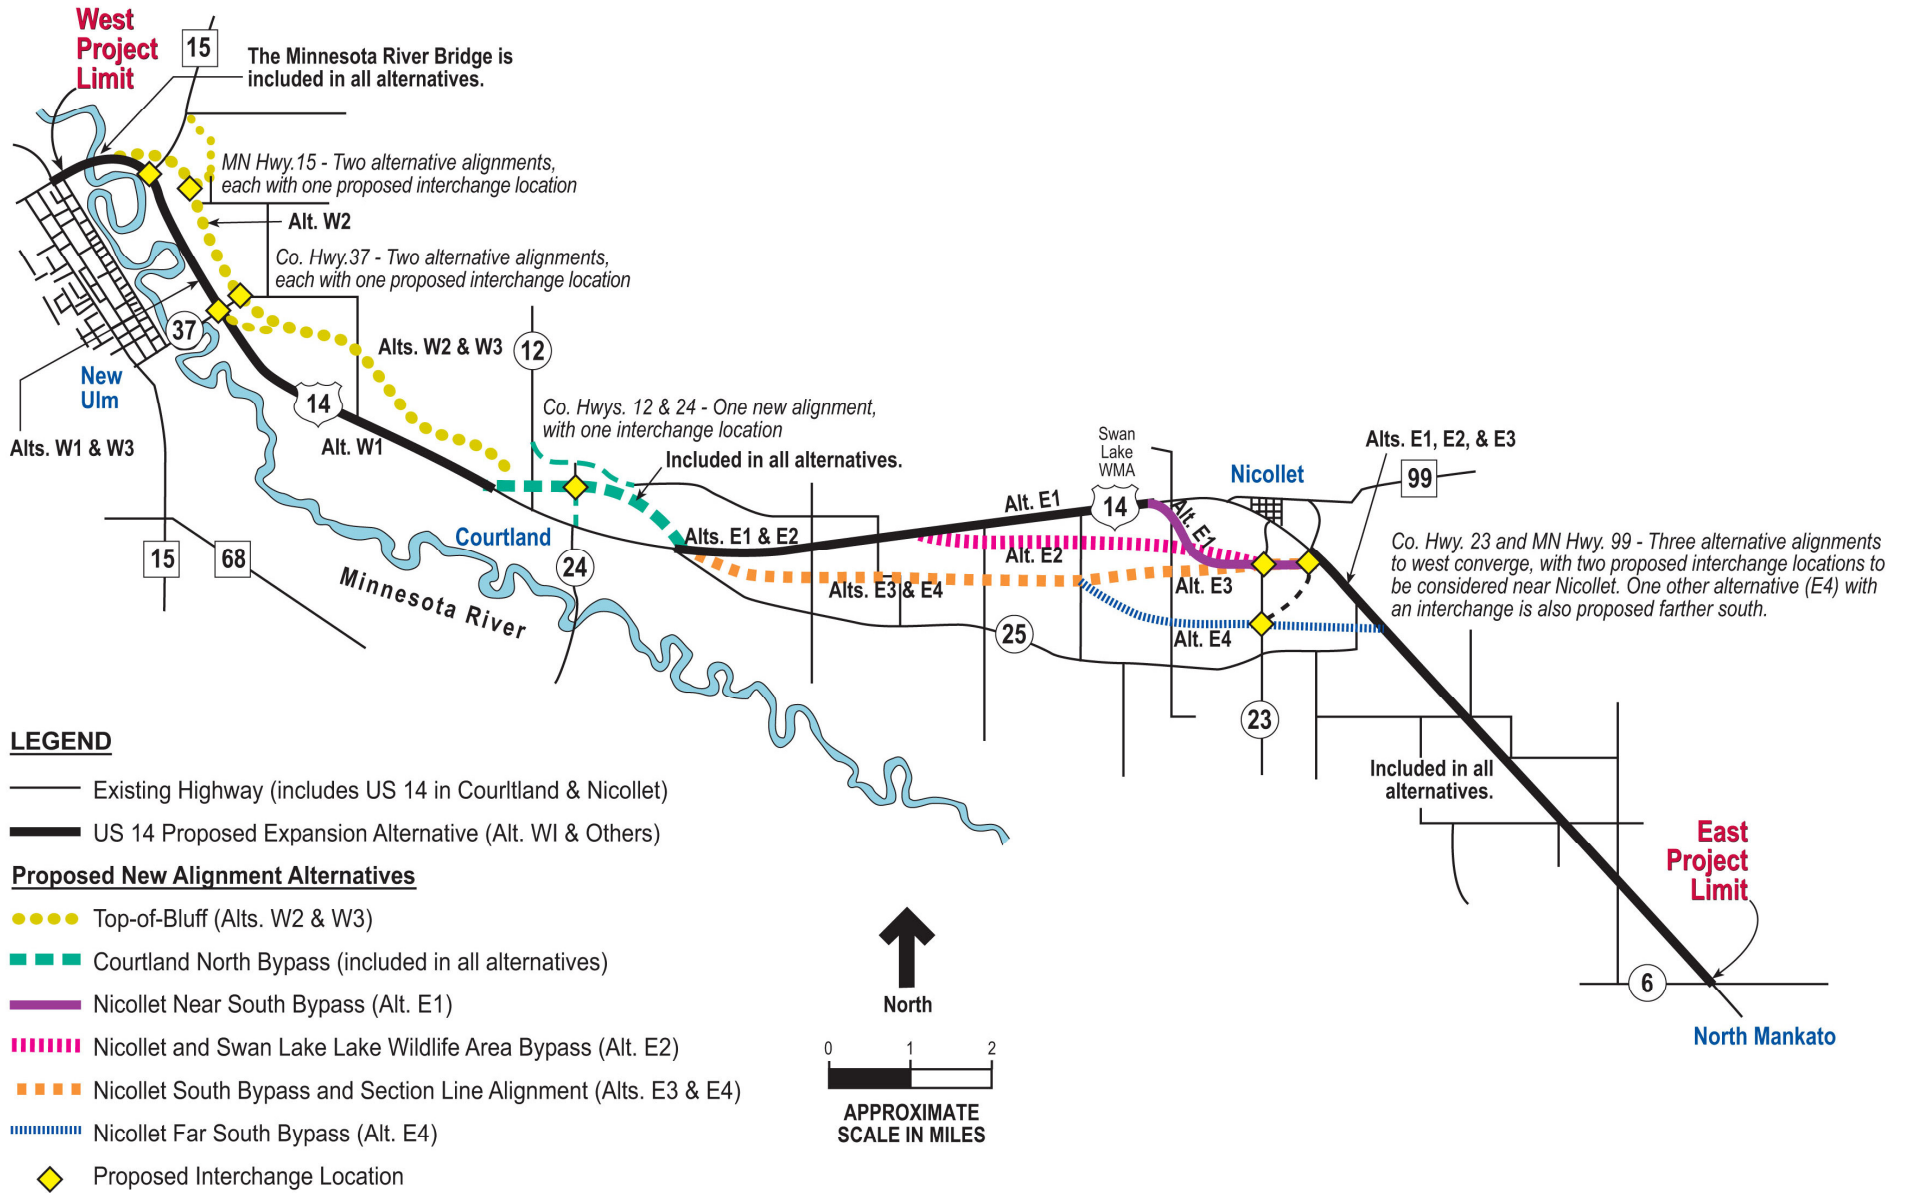 West
Project
Limit
15
The Minnesota River Bridge is
included in all alternatives.
MN Hwy.15 - Two alternative alignments,
each with one proposed interchange location
Alt. W2
Co. Hwy.37 - Two alternative alignments,
each with one proposed interchange location
37
Alts. W2 & W3
12
New
Ulm
14
Alts. W1 & W3
Alt. W1
Co. Hwys. 12 & 24 - One new alignment,
with one interchange location
Included in all alternatives.
Swan
Lake
WMA
Nicollet
Alts. E1, E2, & E3
99
Alt. E1
14
Alt. E1
Courtland
Alts. E1 & E2
Alt. E2
Co. Hwy. 23 and MN Hwy. 99 - Three alternative alignments
to west converge, with two proposed interchange locations to
be considered near Nicollet. One other alternative (E4) with
an interchange is also proposed farther south.
15
68
24
Minnesota River
Alts. E3 & E4
Alt. E3
25
Alt. E4
23
Included in all
alternatives.
East
Project
Limit
6
North Mankato
LEGEND
Existing Highway (includes US 14 in Courltland & Nicollet)
US 14 Proposed Expansion Alternative (Alt. WI & Others)
Proposed New Alignment Alternatives
Top-of-Bluff (Alts. W2 & W3)
Courtland North Bypass (included in all alternatives)
Nicollet Near South Bypass (Alt. E1)
Nicollet and Swan Lake Lake Wildlife Area Bypass (Alt. E2)
Nicollet South Bypass and Section Line Alignment (Alts. E3 & E4)
Nicollet Far South Bypass (Alt. E4)
Proposed Interchange Location
North
0 1 2
APPROXIMATE
SCALE IN MILES